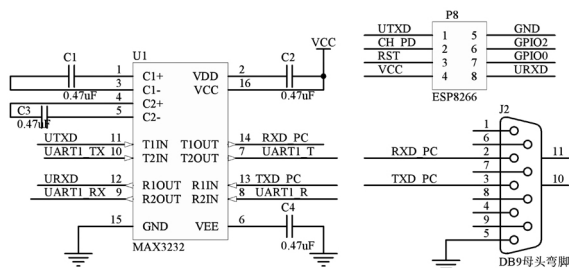 C1
0.47uF
C3
0.47uF
U1
1
3
4
5
C1+
C1-
C2+
C2-
VDD
VCC
2
16
C2
0.47uF
VCC
UTXD 11 T1IN T1OUT 14 RXD_PC
UART1_TX 10 T2IN T2OUT 7 UART1_T
URXD 12 R1OUT R1IN 13 TXD_PC
UART1_RX 9 R2OUT R2IN 8 UART1_R
15 GND VEE 6
C4
0.47uF
MAX3232
P8
UTXD 1 5 GND
CH_PD 2 6 GPIO2
RST 3 7 GPIO0
VCC 4 8 URXD
ESP8266
J2
1
6
RXD_PC 2
7
TXD_PC 3
8
4
9
5
11
10
DB9母头弯脚